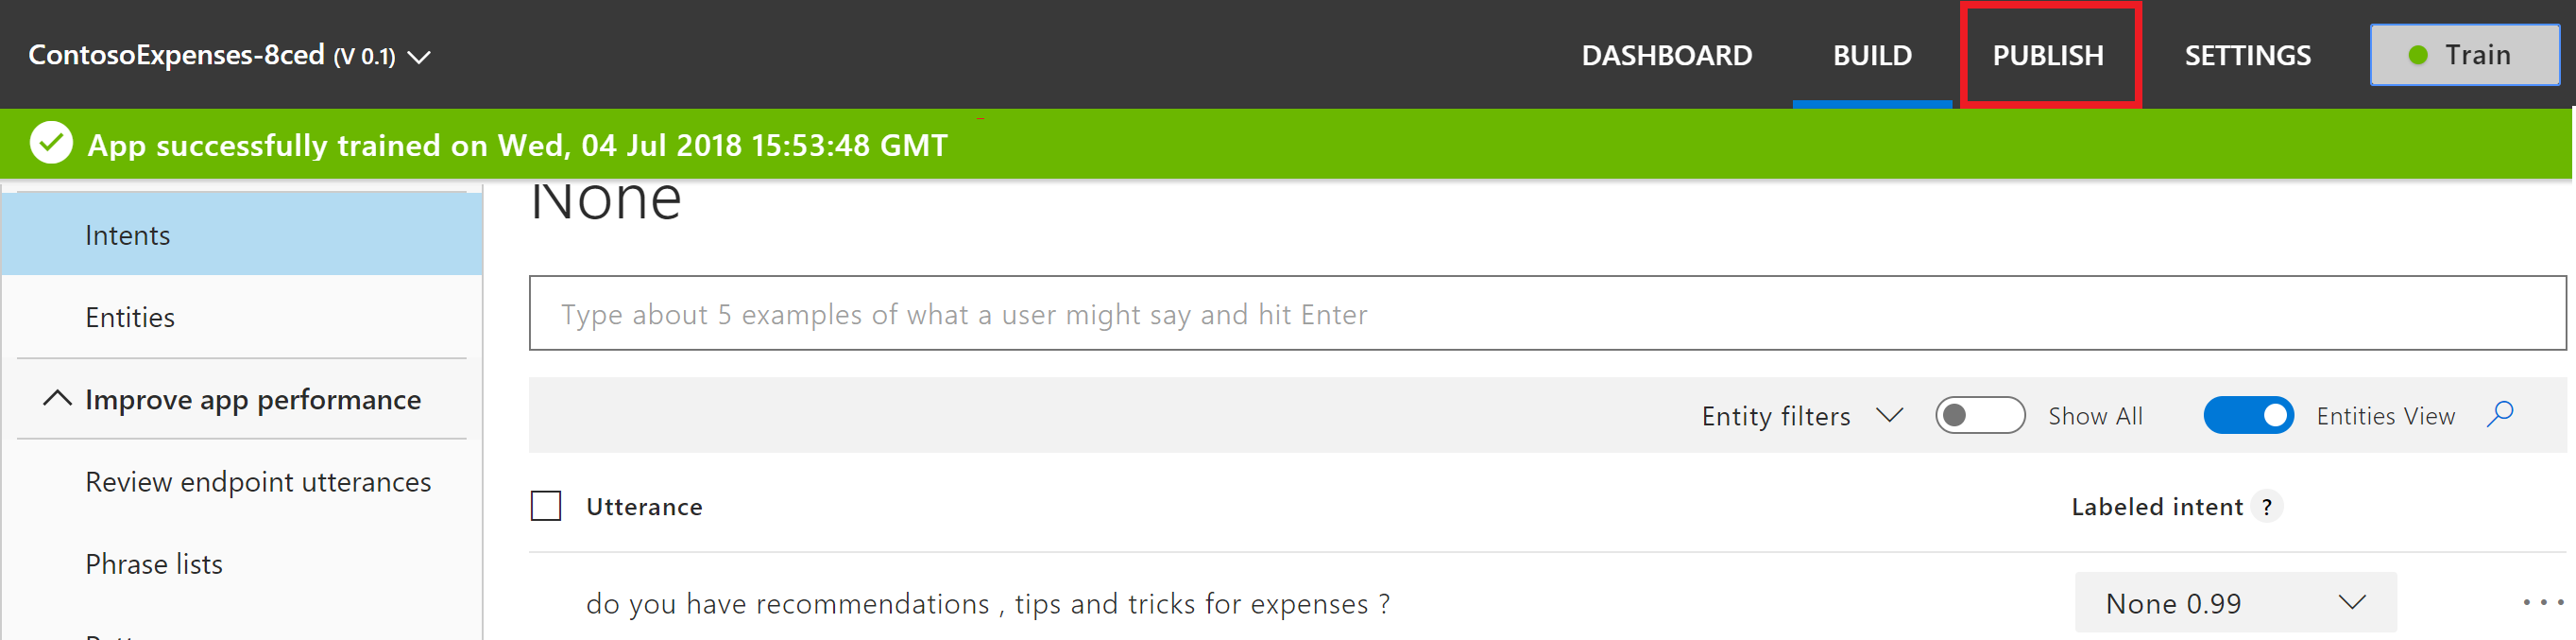 ContosoExpenses-8ced (V 0.1)
DASHBOARD
BUILD
PUBLISH
SETTINGS
Train
App successfully trained on Wed, 04 Jul 2018 15:53:48 GMT
None
Intents
Entities
Improve app performance
Review endpoint utterances
Phrase lists
Type about 5 examples of what a user might say and hit Enter
Entity filters
Show All
Entities View
Utterance
Labeled intent ?
do you have recommendations , tips and tricks for expenses ?
None 0.99